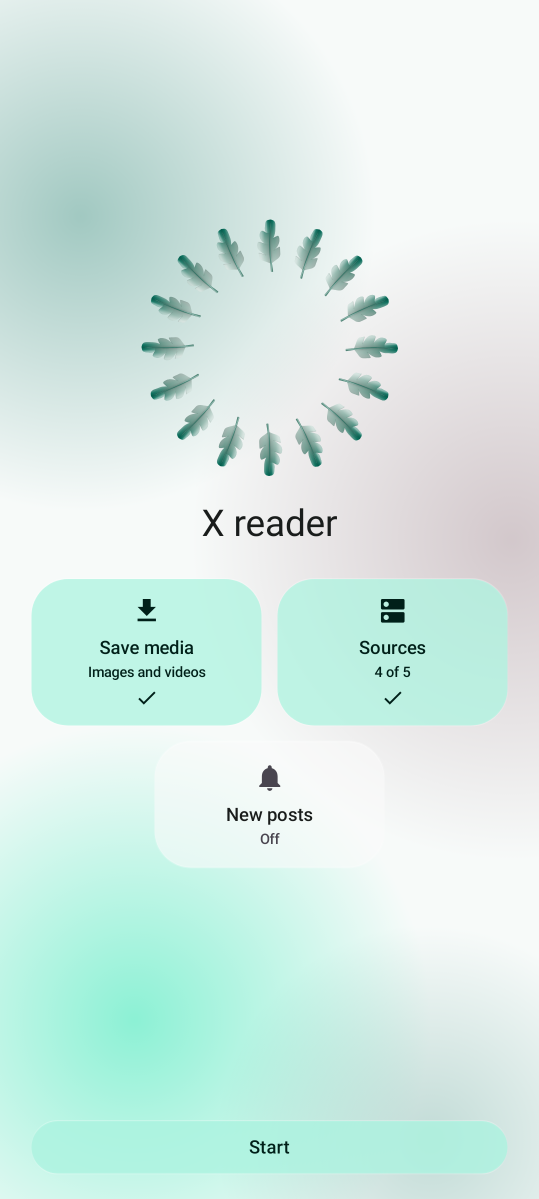 X reader
Save media
Images and videos
Sources
4 of 5
New posts
Off
Start